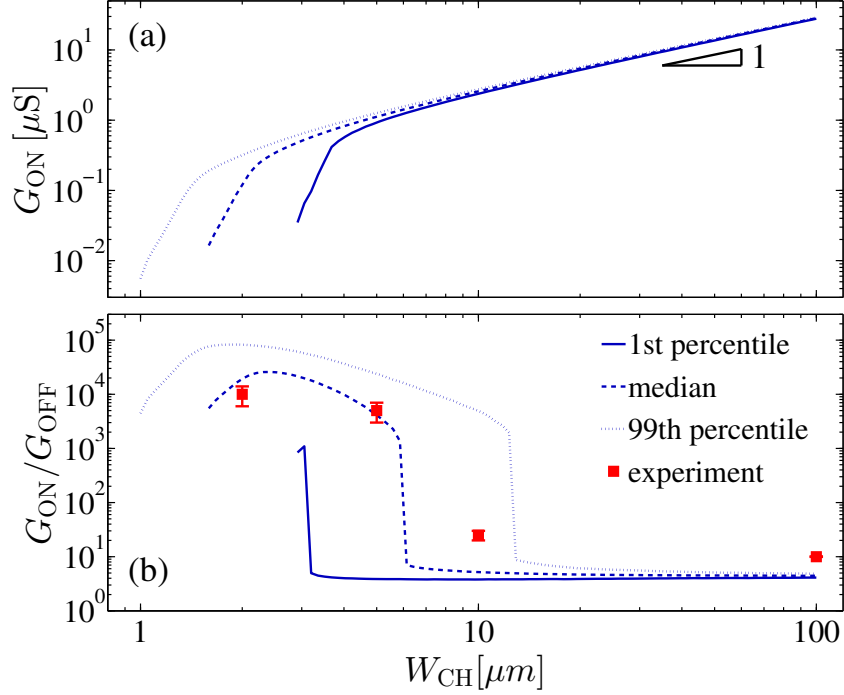 (a)
10^1
10^0
10^{-1}
10^{-2}
G_ON [μS]
1
(b)
10^5
10^4
10^3
10^2
10^1
10^0
G_ON/G_OFF
1st percentile
median
99th percentile
experiment
1 10 100
W_CH[μm]